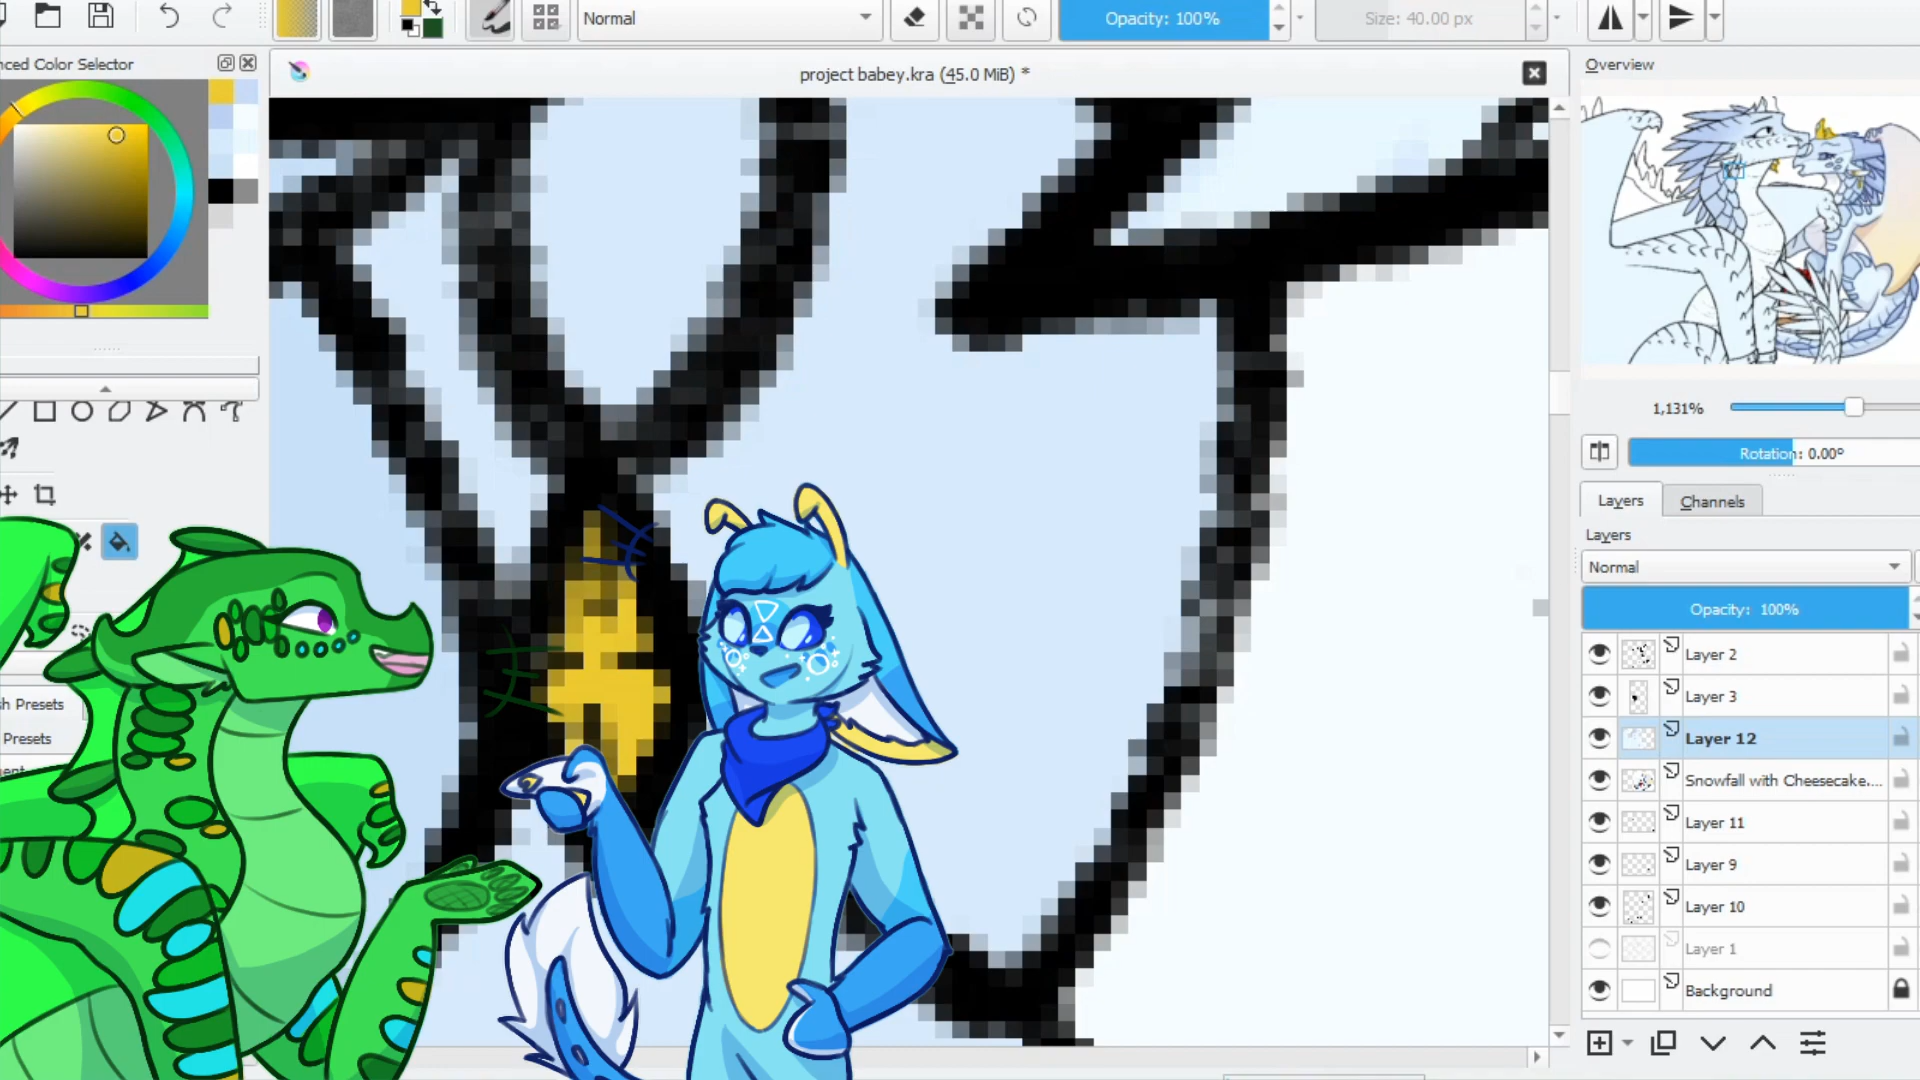 Normal
Opacity: 100%
Size: 40.00 px
nced Color Selector
project babey.kra (45.0 MiB) *
Overview
1,131%
Rotation: 0.00°
Layers
Channels
Layers
Normal
Opacity: 100%
Layer 2
Layer 3
Layer 12
Snowfall with Cheesecake....
Layer 11
Layer 9
Layer 10
Layer 1
Background
sh Presets
Presets